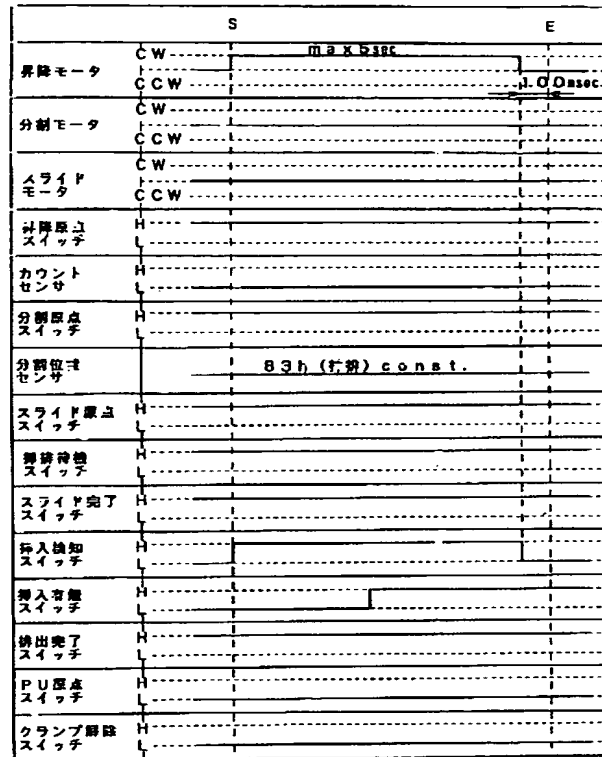 S E
昇降モータ CW max5sec
CCW 100msec
分割モータ CW
CCW
スライド
モータ CW
CCW
昇降原点
スイッチ H
L
カウント
センサ H
L
分割原点
スイッチ H
L
分割位置
センサ 83h (挿排) const.
スライド原点
スイッチ H
L
挿排待機
スイッチ H
L
スライド完了
スイッチ H
L
挿入検知
スイッチ H
L
挿入有無
スイッチ H
L
排出完了
スイッチ H
L
PU原点
スイッチ H
L
クランプ解除
スイッチ H
L